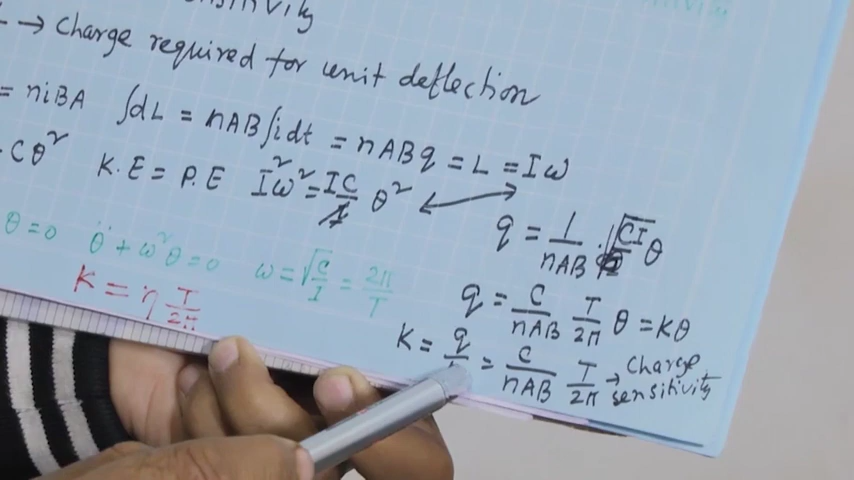 → Charge required for unit deflection
= niBA ∫dL = nAB∫idt = nABq = L = Iω
Cθ² K.E = P.E I²ω² = IC θ²
q = 1/nAB √CI θ
θ = 0 θ̈ + ω²θ = 0 ω = √C/I = 2π/T
q = C/nAB T/2π θ = Kθ
K = η T/2π
K = q/ = C/nAB T/2π → Charge sensitivity